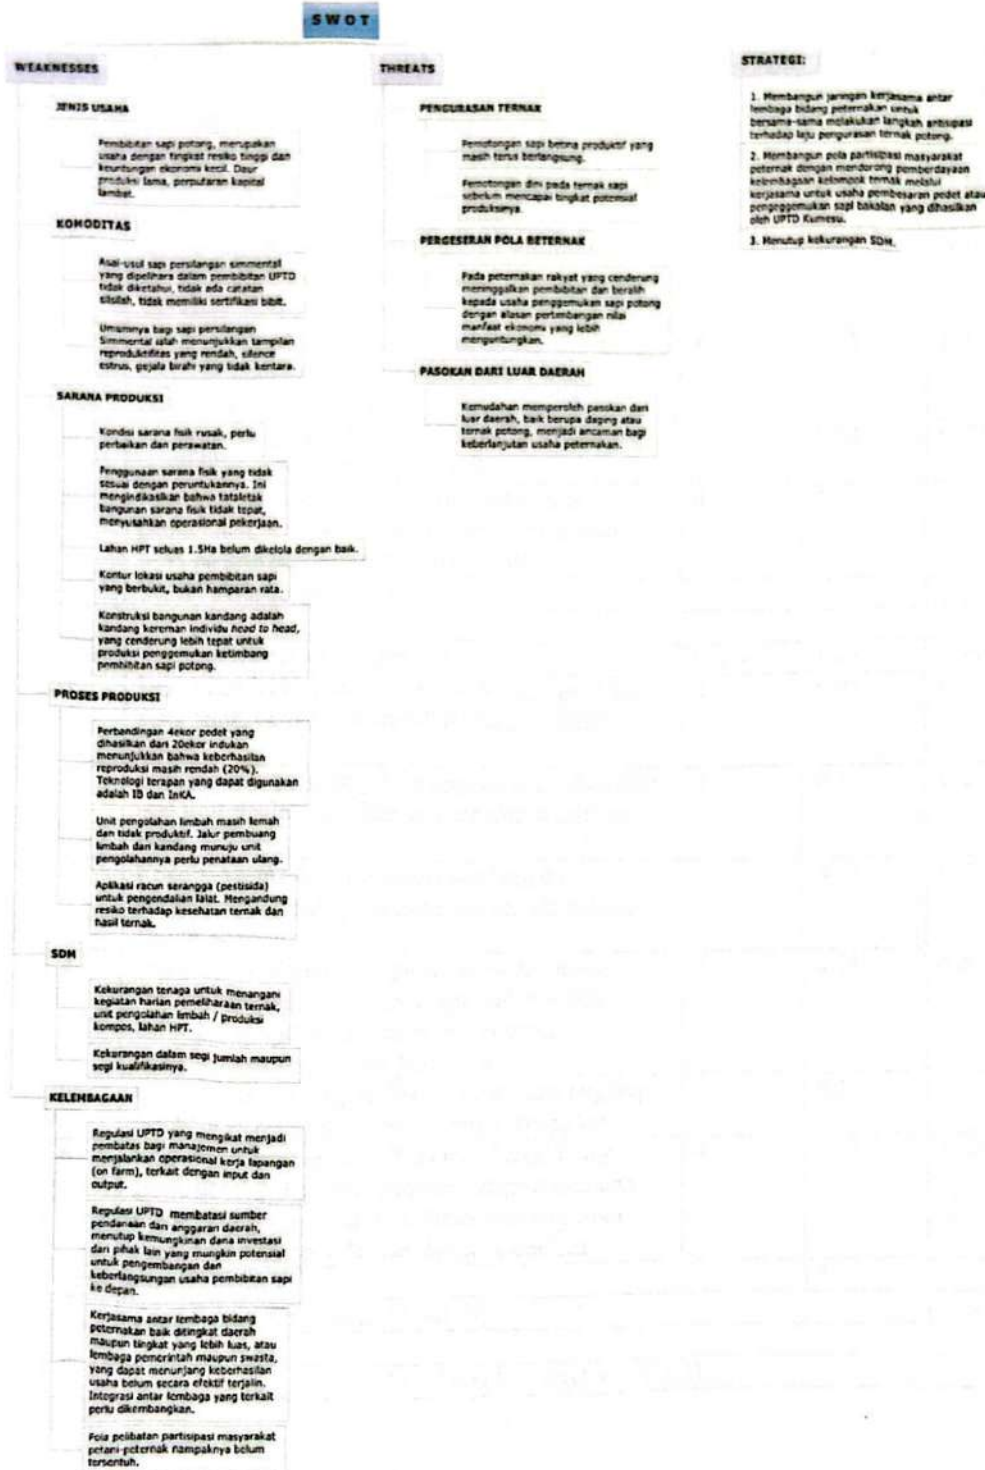 SWOT
WEAKNESSES
JENIS USAHA
Pembibitan sapi potong, merupakan
usaha dengan tingkat resiko tinggi dan
keuntungan ekonomi kecil. Daur
produksi lama, perputaran kapital
lambat.
KOMODITAS
Asal-usul sapi persilangan simmental
yang dipelihara dalam pembibitan UPTD
tidak diketahui, tidak ada catatan
silsilah, tidak memiliki sertifikasi bibit.
Umumnya bagi sapi persilangan
Simmental ialah menunjukkan tampilan
reproduktifitas yang rendah, silence
estrus, gejala birahi yang tidak kentara.
SARANA PRODUKSI
Kondisi sarana fisik rusak, perlu
perbaikan dan perawatan.
Penggunaan sarana fisik yang tidak
sesuai dengan peruntukannya. Ini
mengindikasikan bahwa tataletak
bangunan sarana fisik tidak tepat,
menyusahkan operasional pekerjaan.
Lahan HPT seluas 1.5Ha belum dikelola dengan baik.
Kontur lokasi usaha pembibitan sapi
yang berbukit, bukan hamparan rata.
Konstruksi bangunan kandang adalah
kandang kereman individu head to head,
yang cenderung lebih tepat untuk
produksi penggemukan ketimbang
pembibitan sapi potong.
PROSES PRODUKSI
Perbandingan 4ekor pedet yang
dihasilkan dari 20ekor indukan
menunjukkan bahwa keberhasilan
reproduksi masih rendah (20%).
Teknologi terapan yang dapat digunakan
adalah IB dan InKA.
Unit pengolahan limbah masih lemah
dan tidak produktif. Jalur pembuang
limbah dari kandang munuju unit
pengolahannya perlu penataan ulang.
Aplikasi racun serangga (pestisida)
untuk pengendalian lalat. Mengandung
resiko terhadap kesehatan ternak dan
hasil ternak.
SDM
Kekurangan tenaga untuk menangani
kegiatan harian pemeliharaan ternak,
unit pengolahan limbah / produksi
kompos, lahan HPT.
Kekurangan dalam segi jumlah maupun
segi kualifikasinya.
KELEMBAGAAN
Regulasi UPTD yang mengikat menjadi
pembatas bagi manajemen untuk
menjalankan operasional kerja lapangan
(on farm), terkait dengan input dan
output.
Regulasi UPTD membatasi sumber
pendanaan dari anggaran daerah,
menutup kemungkinan dana investasi
dari pihak lain yang mungkin potensial
untuk pengembangan dan
keberlangsungan usaha pembibitan sapi
ke depan.
Kerjasama antar lembaga bidang
peternakan baik ditingkat daerah
maupun tingkat yang lebih luas, atau
lembaga pemerintah maupun swasta,
yang dapat menunjang keberhasilan
usaha belum secara efektif terjalin.
Integrasi antar lembaga yang terkait
perlu dikembangkan.
Pola pelibatan partisipasi masyarakat
petani-peternak nampaknya belum
tersentuh.
THREATS
PENGURASAN TERNAK
Pemotongan sapi betina produktif yang
masih terus berlangsung.
Pemotongan dini pada ternak sapi
sebelum mencapai tingkat potensial
produksinya.
PERGESERAN POLA BETERNAK
Pada peternakan rakyat yang cenderung
meninggalkan pembibitan dan beralih
kepada usaha penggemukan sapi potong
dengan alasan pertimbangan nilai
manfaat ekonomi yang lebih
menguntungkan.
PASOKAN DARI LUAR DAERAH
Kemudahan memperoleh pasokan dari
luar daerah, baik berupa daging atau
ternak potong, menjadi ancaman bagi
keberlanjutan usaha peternakan.
STRATEGI:
1. Membangun jaringan kerjasama antar
lembaga bidang peternakan untuk
bersama-sama melakukan langkah antisipasi
terhadap laju pengurasan ternak potong.
2. Membangun pola partisipasi masyarakat
peternak dengan mendorong pemberdayaan
kelembagaan kelompok ternak melalui
kerjasama untuk usaha pembesaran pedet atau
penggegemukan sapi bakalan yang dihasilkan
oleh UPTD Kumesu.
3. Menutup kekurangan SDM.